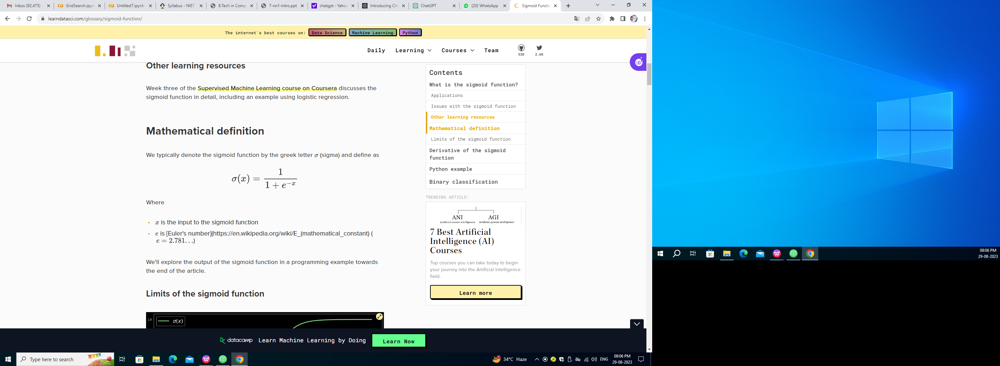 Inbox (92,475) -
GridSearch.ipynb
Untitled7.ipynb
Syllabus - NIET
B.Tech in Compu
7-nn1-intro.ppt
chatgpt - Yahoo
Introducing Cha
ChatGPT
(20) WhatsApp
Sigmoid Functio
learndatasci.com/glossary/sigmoid-function/
The internet's best courses on: Data Science Machine Learning Python
Daily Learning Courses Team 530 2.6K
Other learning resources
Week three of the Supervised Machine Learning course on Coursera discusses the
sigmoid function in detail, including an example using logistic regression.
Mathematical definition
We typically denote the sigmoid function by the greek letter σ (sigma) and define as
σ(x) = 1 / (1 + e^−x)
Where
• x is the input to the sigmoid function
• e is [Euler's number](https://en.wikipedia.org/wiki/E_(mathematical_constant) (
e = 2.781...)
We'll explore the output of the sigmoid function in a programming example towards
the end of the article.
Limits of the sigmoid function
1.0
σ(x)
Contents
What is the sigmoid function?
Applications
Issues with the sigmoid function
Other learning resources
Mathematical definition
Limits of the sigmoid function
Derivative of the sigmoid
function
Python example
Binary classification
TRENDING ARTICLE:
ANI AGI
(artificial narrow intelligence) (artificial general intelligence)
7 Best Artificial
Intelligence (AI)
Courses
Top courses you can take today to begin
your journey into the Artificial Intelligence
field.
Learn more
datacamp Learn Machine Learning by Doing Learn Now
Type here to search
34°C Haze
ENG
08:06 PM
29-08-2023
08:06 PM
29-08-2023